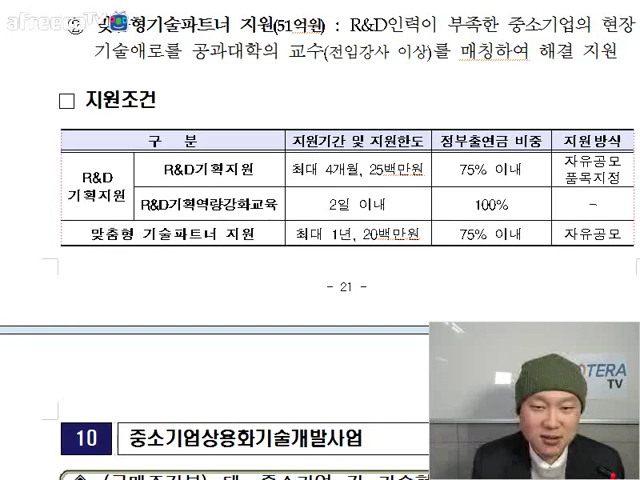 afreecaTV
② 맞춤형기술파트너 지원(51억원) : R&D인력이 부족한 중소기업의 현장
기술애로를 공과대학의 교수(전임강사 이상)를 매칭하여 해결 지원
□ 지원조건
구 분 지원기간 및 지원한도 정부출연금 비중 지원방식
R&D 기획지원 R&D기획지원 최대 4개월, 25백만원 75% 이내 자유공모 품목지정
R&D기획역량강화교육 2일 이내 100% -
맞춤형 기술파트너 지원 최대 1년, 20백만원 75% 이내 자유공모
- 21 -
TERA
TV
10 중소기업상용화기술개발사업